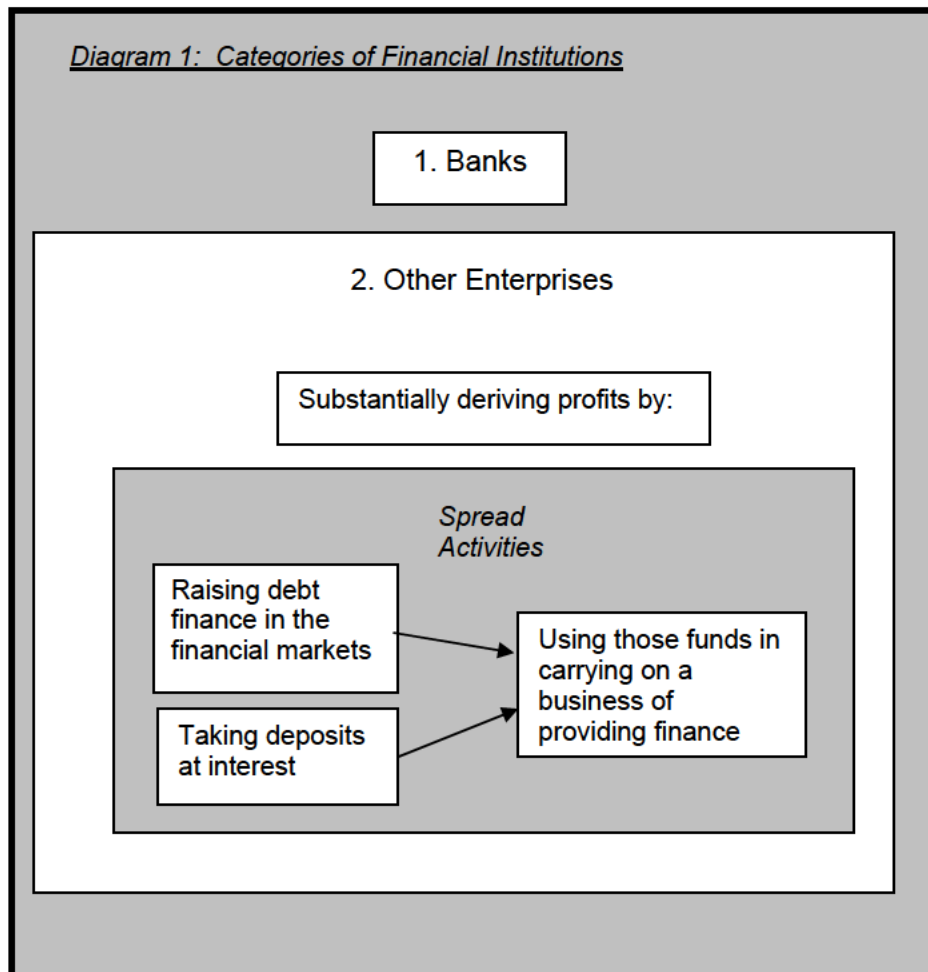 Diagram 1: Categories of Financial Institutions
1. Banks
2. Other Enterprises
Substantially deriving profits by:
Spread
Activities
Raising debt
finance in the
financial markets
Taking deposits
at interest
Using those funds in
carrying on a
business of
providing finance